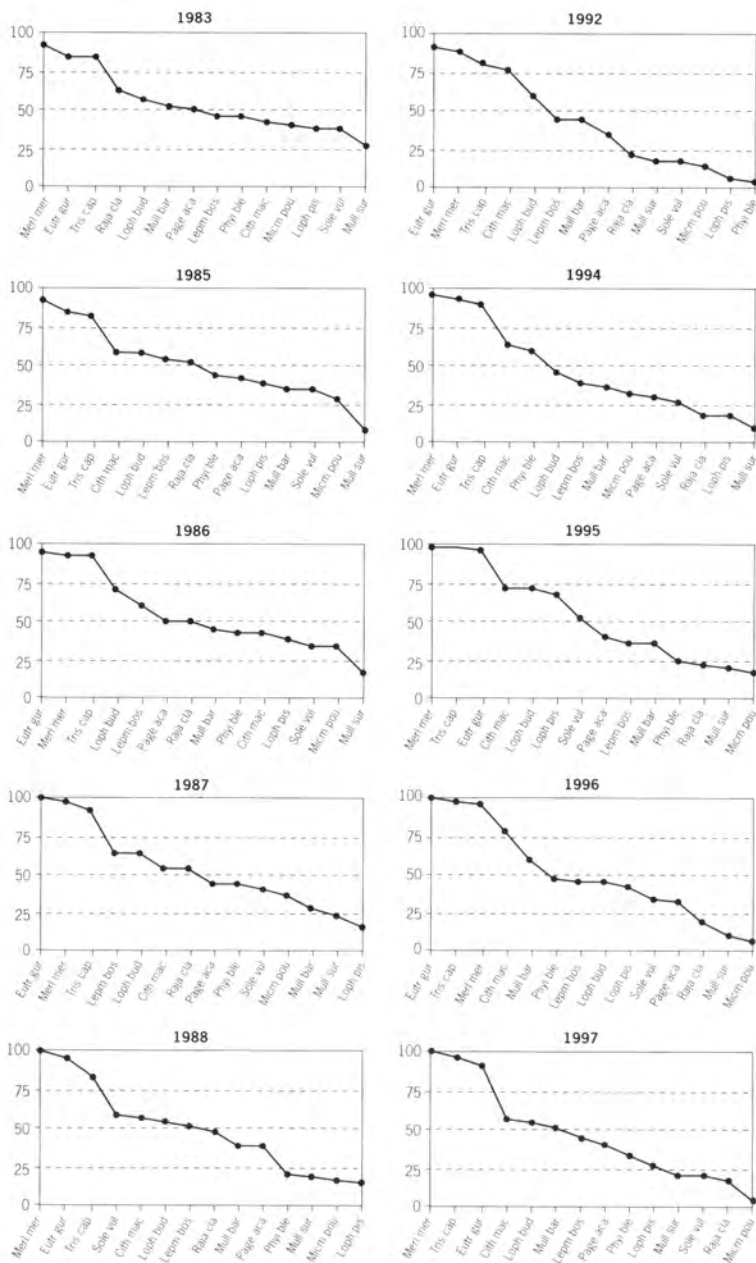 1983
100
75
50
25
0
Merl mer
Eutr gur
Tris cap
Raja cla
Loph bud
Mull bar
Page aca
Lepm bos
Phyi ble
Cith mac
Micm pou
Loph pis
Sole vul
Mull sur
1992
100
75
50
25
0
Eutr gur
Merl mer
Tris cap
Cith mac
Loph bud
Lepm bos
Mull bar
Page aca
Raja cla
Mull sur
Sole vul
Micm pou
Loph pis
Phyi ble
1985
100
75
50
25
0
Merl mer
Eutr gur
Tris cap
Cith mac
Loph bud
Lepm bos
Raja cla
Phyi ble
Page aca
Loph pis
Mull bar
Sole vul
Micm pou
Mull sur
1994
100
75
50
25
0
Merl mer
Eutr gur
Tris cap
Cith mac
Phyi ble
Loph bud
Lepm bos
Mull bar
Micm pou
Page aca
Sole vul
Raja cla
Loph pis
Mull sur
1986
100
75
50
25
0
Eutr gur
Merl mer
Tris cap
Loph bud
Lepm bos
Page aca
Raja cla
Mull bar
Phyi ble
Cith mac
Loph pis
Sole vul
Micm pou
Mull sur
1995
100
75
50
25
0
Merl mer
Tris cap
Eutr gur
Cith mac
Loph bud
Loph pis
Sole vul
Page aca
Lepm bos
Mull bar
Phyi ble
Raja cla
Mull sur
Micm pou
1987
100
75
50
25
0
Eutr gur
Merl mer
Tris cap
Lepm bos
Loph bud
Cith mac
Raja cla
Page aca
Phyi ble
Sole vul
Micm pou
Mull bar
Mull sur
Loph pis
1996
100
75
50
25
0
Eutr gur
Tris cap
Merl mer
Cith mac
Mull bar
Phyi ble
Lepm bos
Loph bud
Loph pis
Sole vul
Page aca
Raja cla
Mull sur
Micm pou
1988
100
75
50
25
0
Merl mer
Eutr gur
Tris cap
Sole vul
Cith mac
Loph bud
Lepm bos
Raja cla
Mull bar
Page aca
Phyi ble
Mull sur
Micm pou
Loph pis
1997
100
75
50
25
0
Merl mer
Tris cap
Eutr gur
Cith mac
Loph bud
Mull bar
Lepm bos
Page aca
Phyi ble
Loph pis
Mull sur
Sole vul
Raja cla
Micm pou